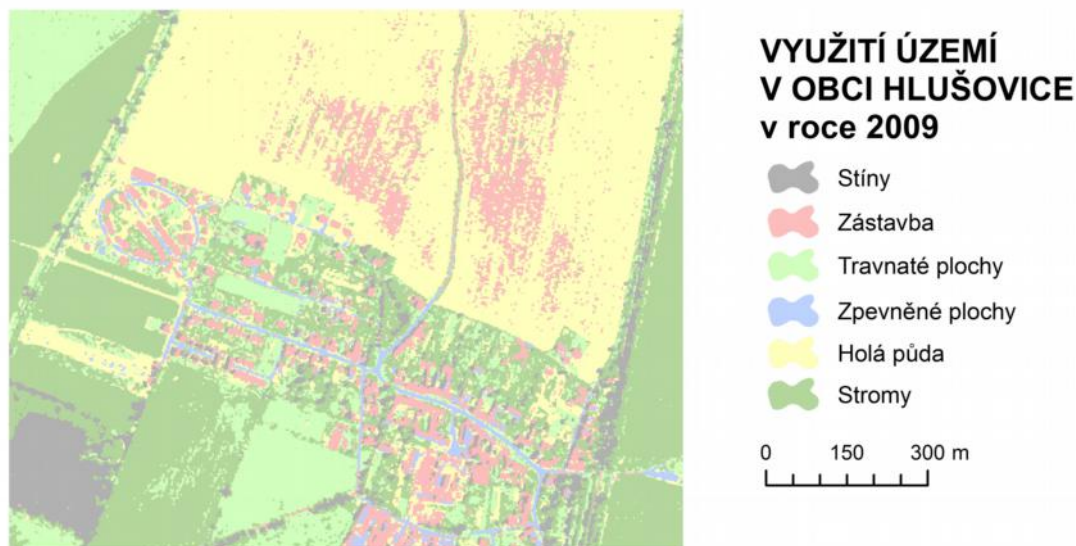 VYUŽITÍ ÚZEMÍ
V OBCI HLUŠOVICE
v roce 2009
Stíny
Zástavba
Travnaté plochy
Zpevněné plochy
Holá půda
Stromy
0 150 300 m